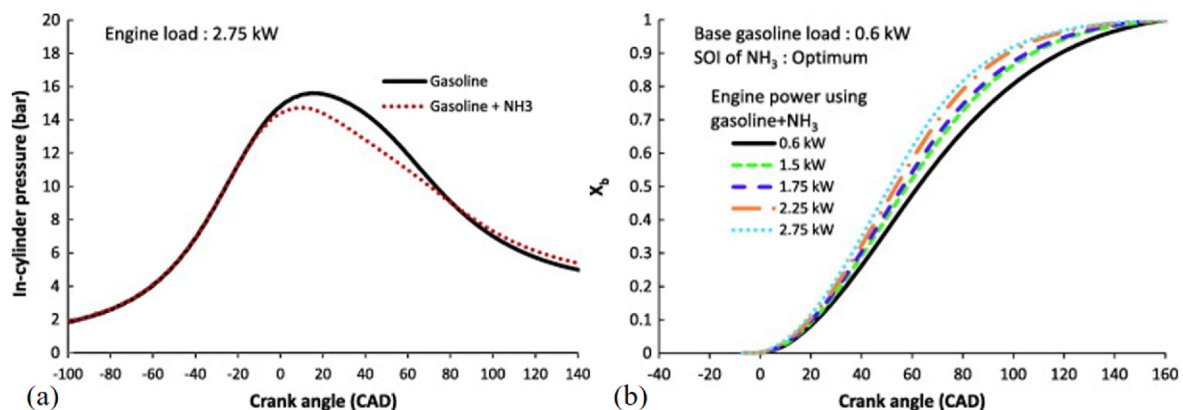 20
18
16
14
12
10
8
6
4
2
0
In-cylinder pressure (bar)
Engine load : 2.75 kW
Gasoline
Gasoline + NH3
-100 -80 -60 -40 -20 0 20 40 60 80 100 120 140
Crank angle (CAD)
(a)
1
0.9
0.8
0.7
0.6
0.5
0.4
0.3
0.2
0.1
0
X_b
Base gasoline load : 0.6 kW
SOI of NH₃ : Optimum
Engine power using
gasoline+NH₃
0.6 kW
1.5 kW
1.75 kW
2.25 kW
2.75 kW
-40 -20 0 20 40 60 80 100 120 140 160
Crank angle (CAD)
(b)